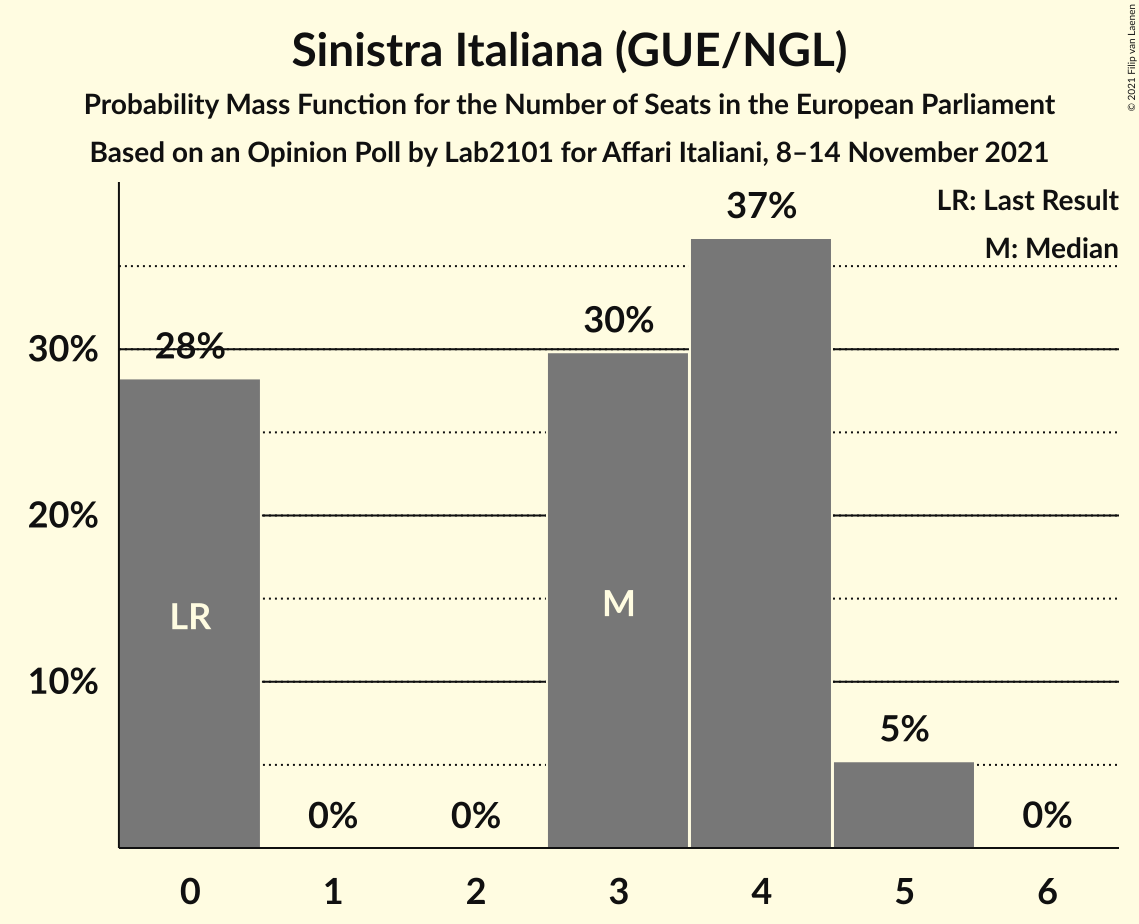 Sinistra Italiana (GUE/NGL)
Probability Mass Function for the Number of Seats in the European Parliament
Based on an Opinion Poll by Lab2101 for Affari Italiani, 8–14 November 2021
© 2021 Filip van Laenen
LR: Last Result
M: Median
37%
30%
28%
30%
20%
LR
M
10%
5%
0%
0%
0%
0 1 2 3 4 5 6